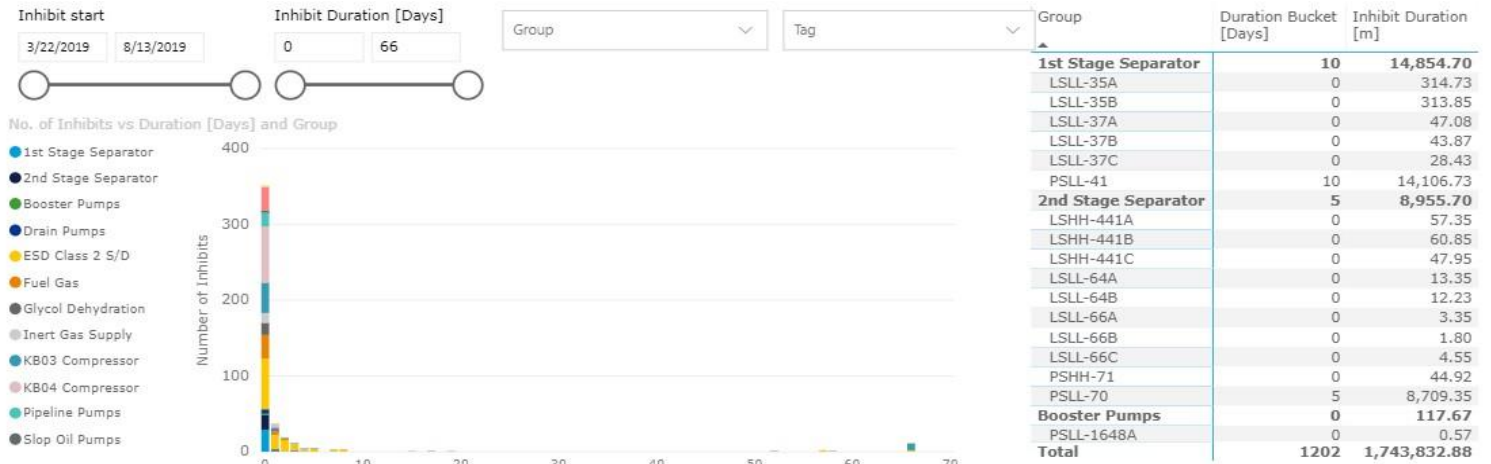 Inhibit start
3/22/2019 8/13/2019
Inhibit Duration [Days]
0 66
Group
Tag
No. of Inhibits vs Duration [Days] and Group
1st Stage Separator
2nd Stage Separator
Booster Pumps
Drain Pumps
ESD Class 2 S/D
Fuel Gas
Glycol Dehydration
Inert Gas Supply
KB03 Compressor
KB04 Compressor
Pipeline Pumps
Slop Oil Pumps
Number of Inhibits
400
300
200
100
0
0 10 20 30 40 50 60 70
Group Duration Bucket [Days] Inhibit Duration [m]
1st Stage Separator 10 14,854.70
LSLL-35A 0 314.73
LSLL-35B 0 313.85
LSLL-37A 0 47.08
LSLL-37B 0 43.87
LSLL-37C 0 28.43
PSLL-41 10 14,106.73
2nd Stage Separator 5 8,955.70
LSHH-441A 0 57.35
LSHH-441B 0 60.85
LSHH-441C 0 47.95
LSLL-64A 0 13.35
LSLL-64B 0 12.23
LSLL-66A 0 3.35
LSLL-66B 0 1.80
LSLL-66C 0 4.55
PSHH-71 0 44.92
PSLL-70 5 8,709.35
Booster Pumps 0 117.67
PSLL-1648A 0 0.57
Total 1202 1,743,832.88